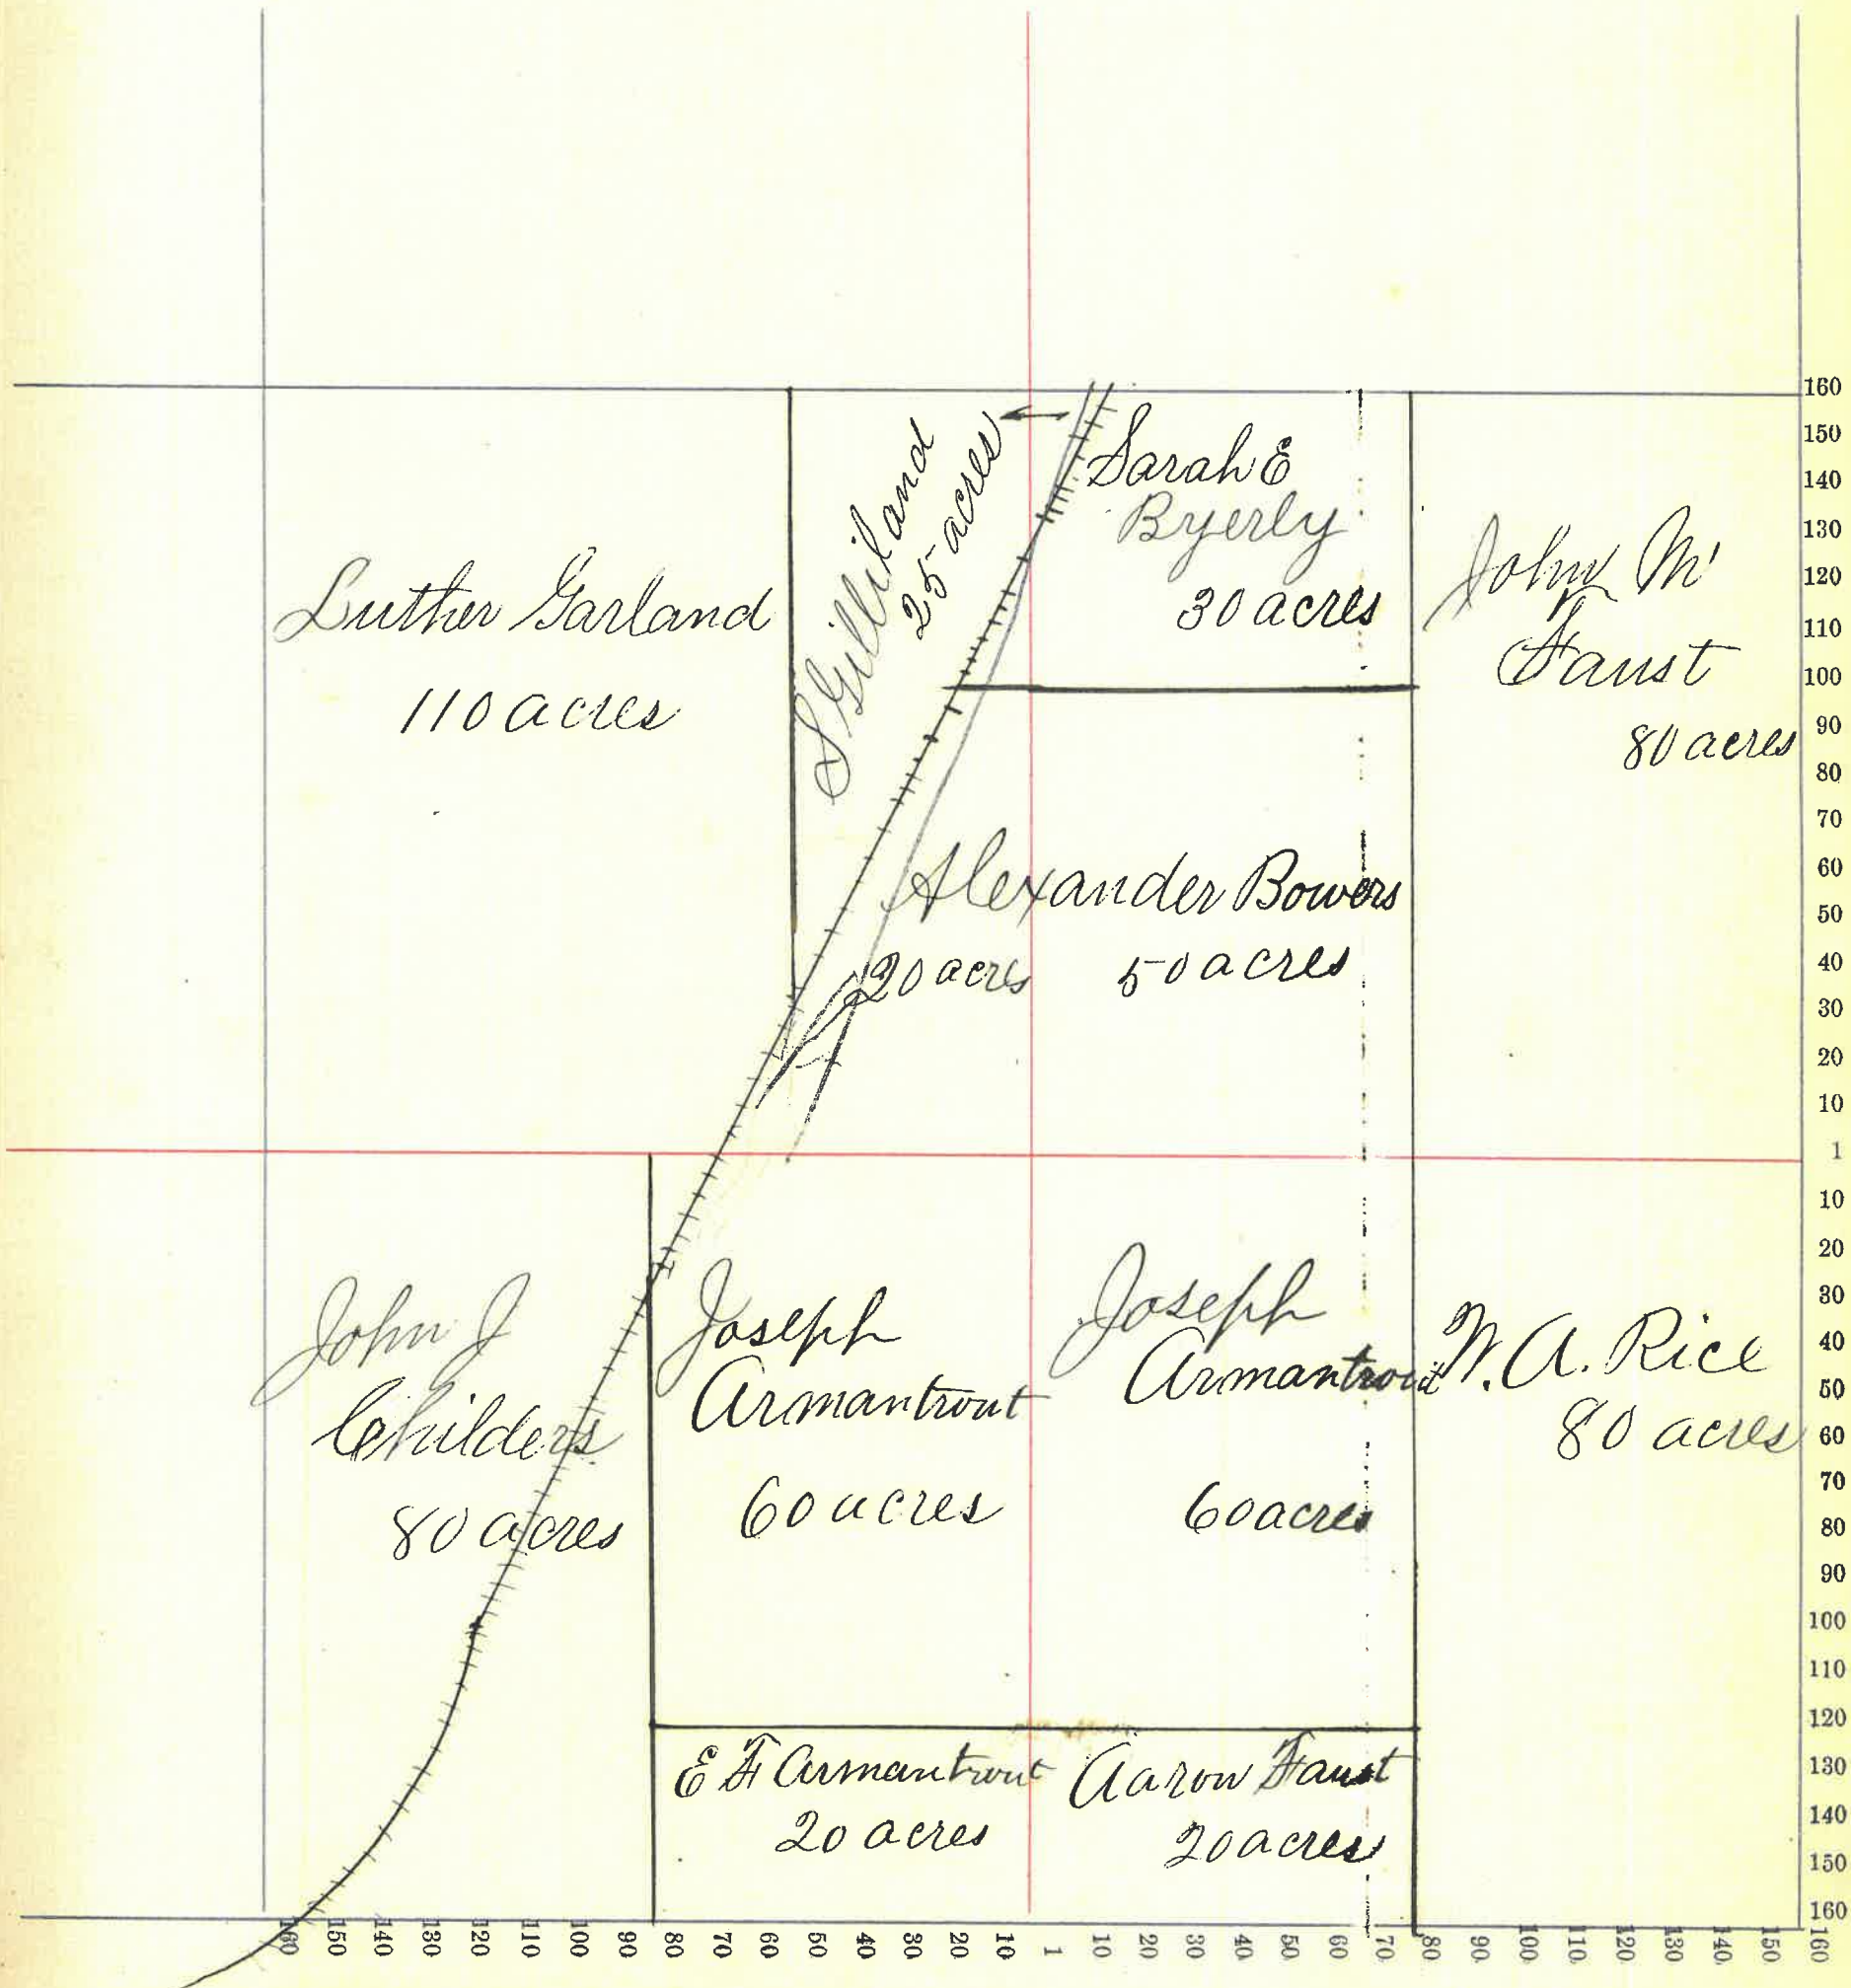 Luther Garland
110 acres
S Gilliland
25 acres
Sarah E
Byerly
30 acres
John M
Faust
80 acres
Alexander Bowers
20 acres
50 acres
John J
Childers
80 acres
Joseph
Armantrout
60 acres
Joseph
Armantrout
60 acres
W. A. Rice
80 acres
E F Armantrout
20 acres
Aaron Faust
20 acres
160
150
140
130
120
110
100
90
80
70
60
50
40
30
20
10
1
10
20
30
40
50
60
70
80
90
100
110
120
130
140
150
160
160 150 140 130 120 110 100 90 80 70 60 50 40 30 20 10 1 10 20 30 40 50 60 70 80 90 100 110 120 130 140 150 160